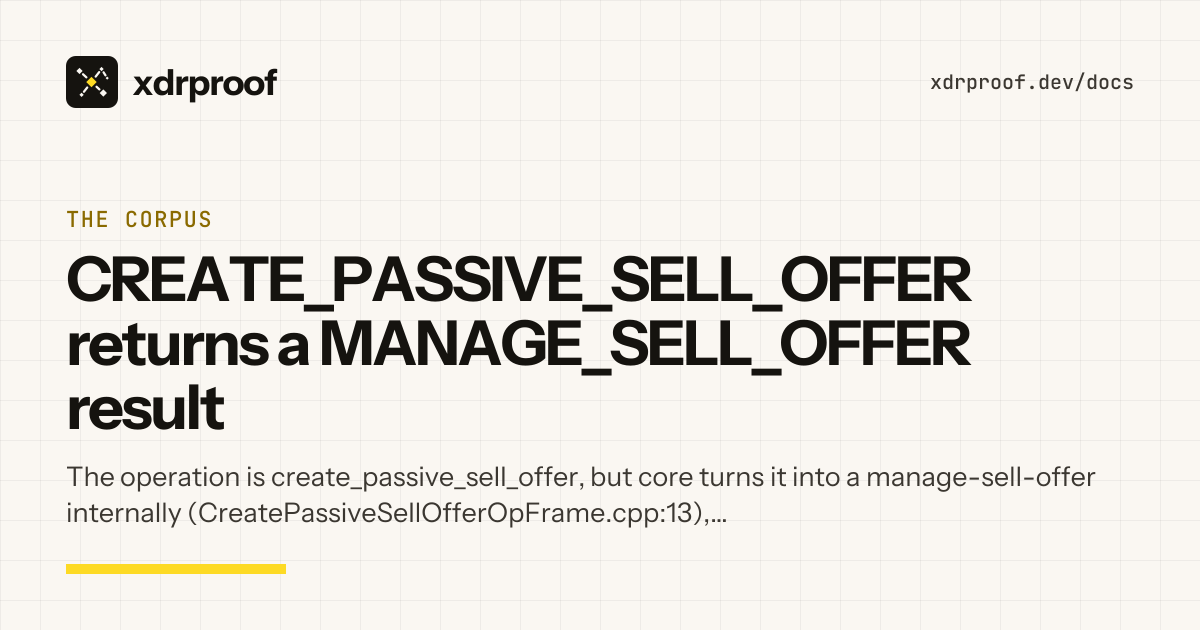 xdrproof
xdrproof.dev/docs
THE CORPUS
CREATE_PASSIVE_SELL_OFFER
returns a MANAGE_SELL_OFFER
result
The operation is create_passive_sell_offer, but core turns it into a manage-sell-offer
internally (CreatePassiveSellOfferOpFrame.cpp:13),...